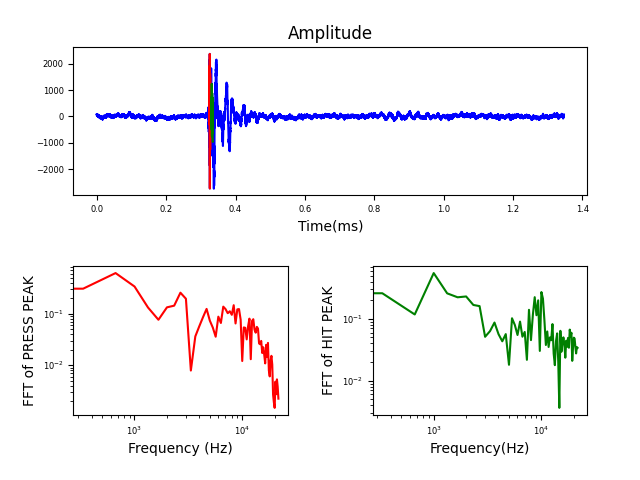 Amplitude
2000
1000
0
−1000
−2000
0.0 0.2 0.4 0.6 0.8 1.0 1.2 1.4
Time(ms)
FFT of PRESS PEAK
10⁻¹
10⁻²
10³ 10⁴
Frequency (Hz)
FFT of HIT PEAK
10⁻¹
10⁻²
10³ 10⁴
Frequency(Hz)